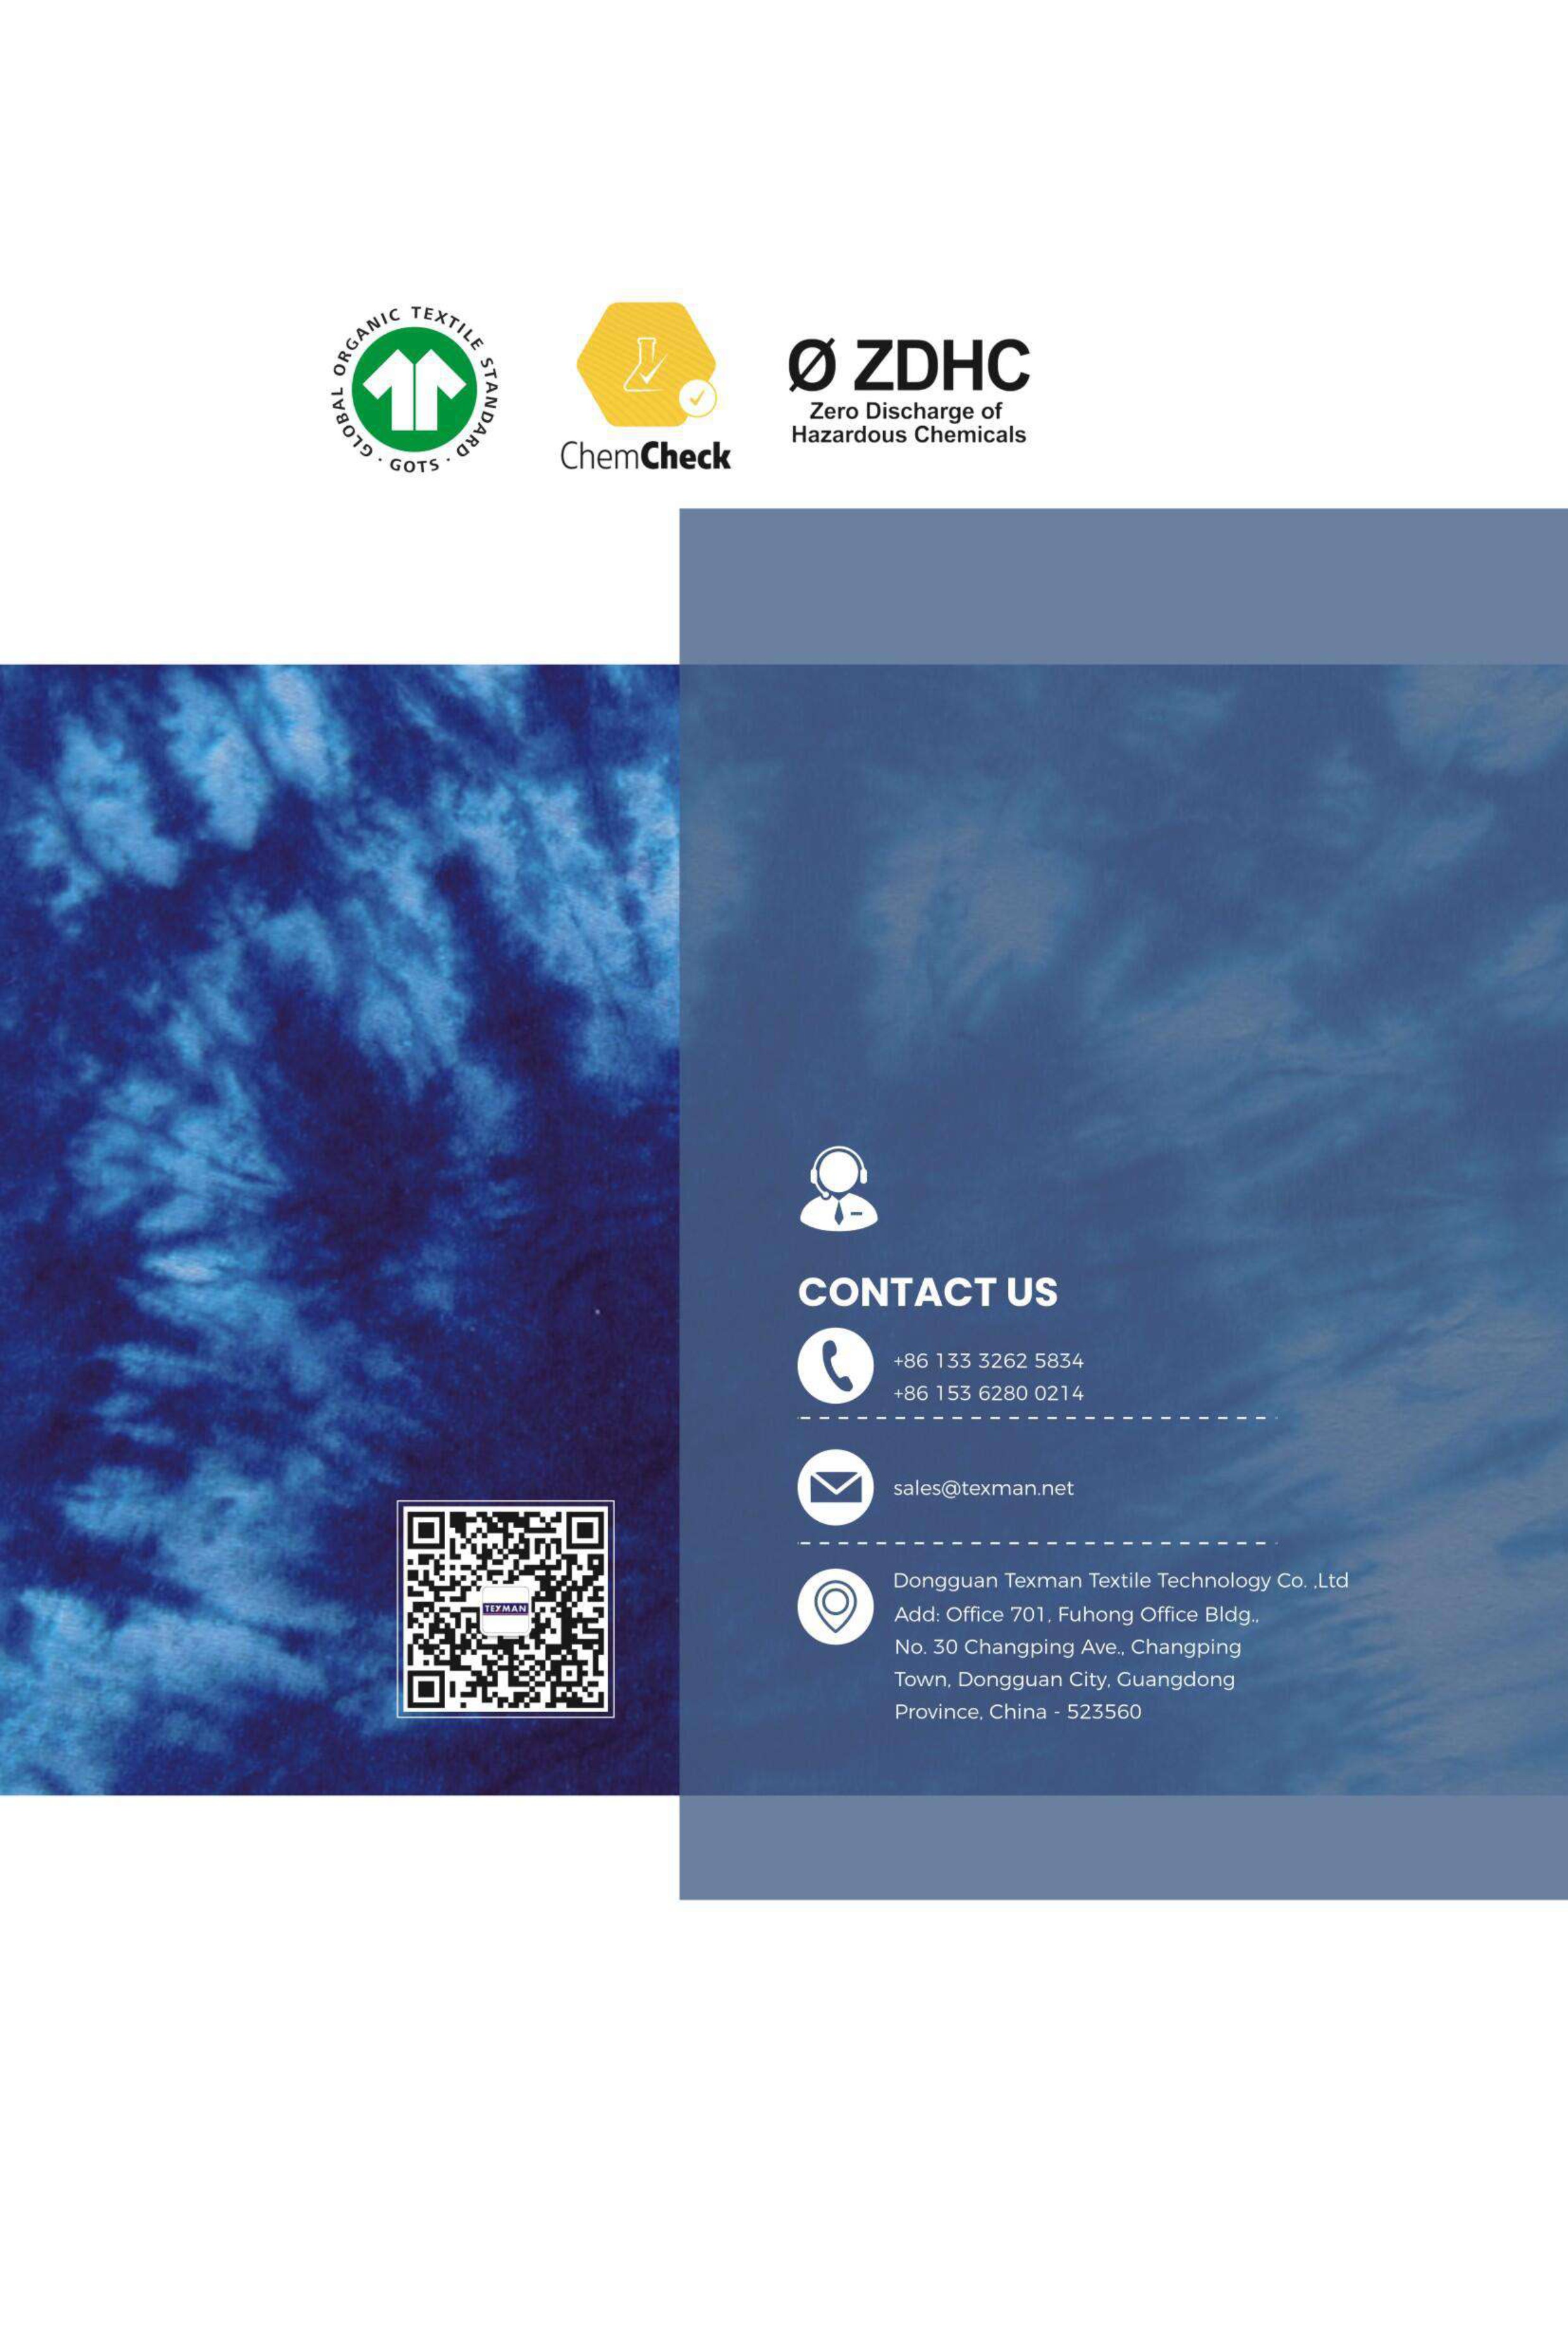 GLOBAL ORGANIC TEXTILE STANDARD · GOTS ·
ChemCheck
Ø ZDHC
Zero Discharge of
Hazardous Chemicals
CONTACT US
+86 133 3262 5834
+86 153 6280 0214
sales@texman.net
TEXMAN
Dongguan Texman Textile Technology Co. ,Ltd
Add: Office 701, Fuhong Office Bldg.,
No. 30 Changping Ave., Changping
Town, Dongguan City, Guangdong
Province, China - 523560